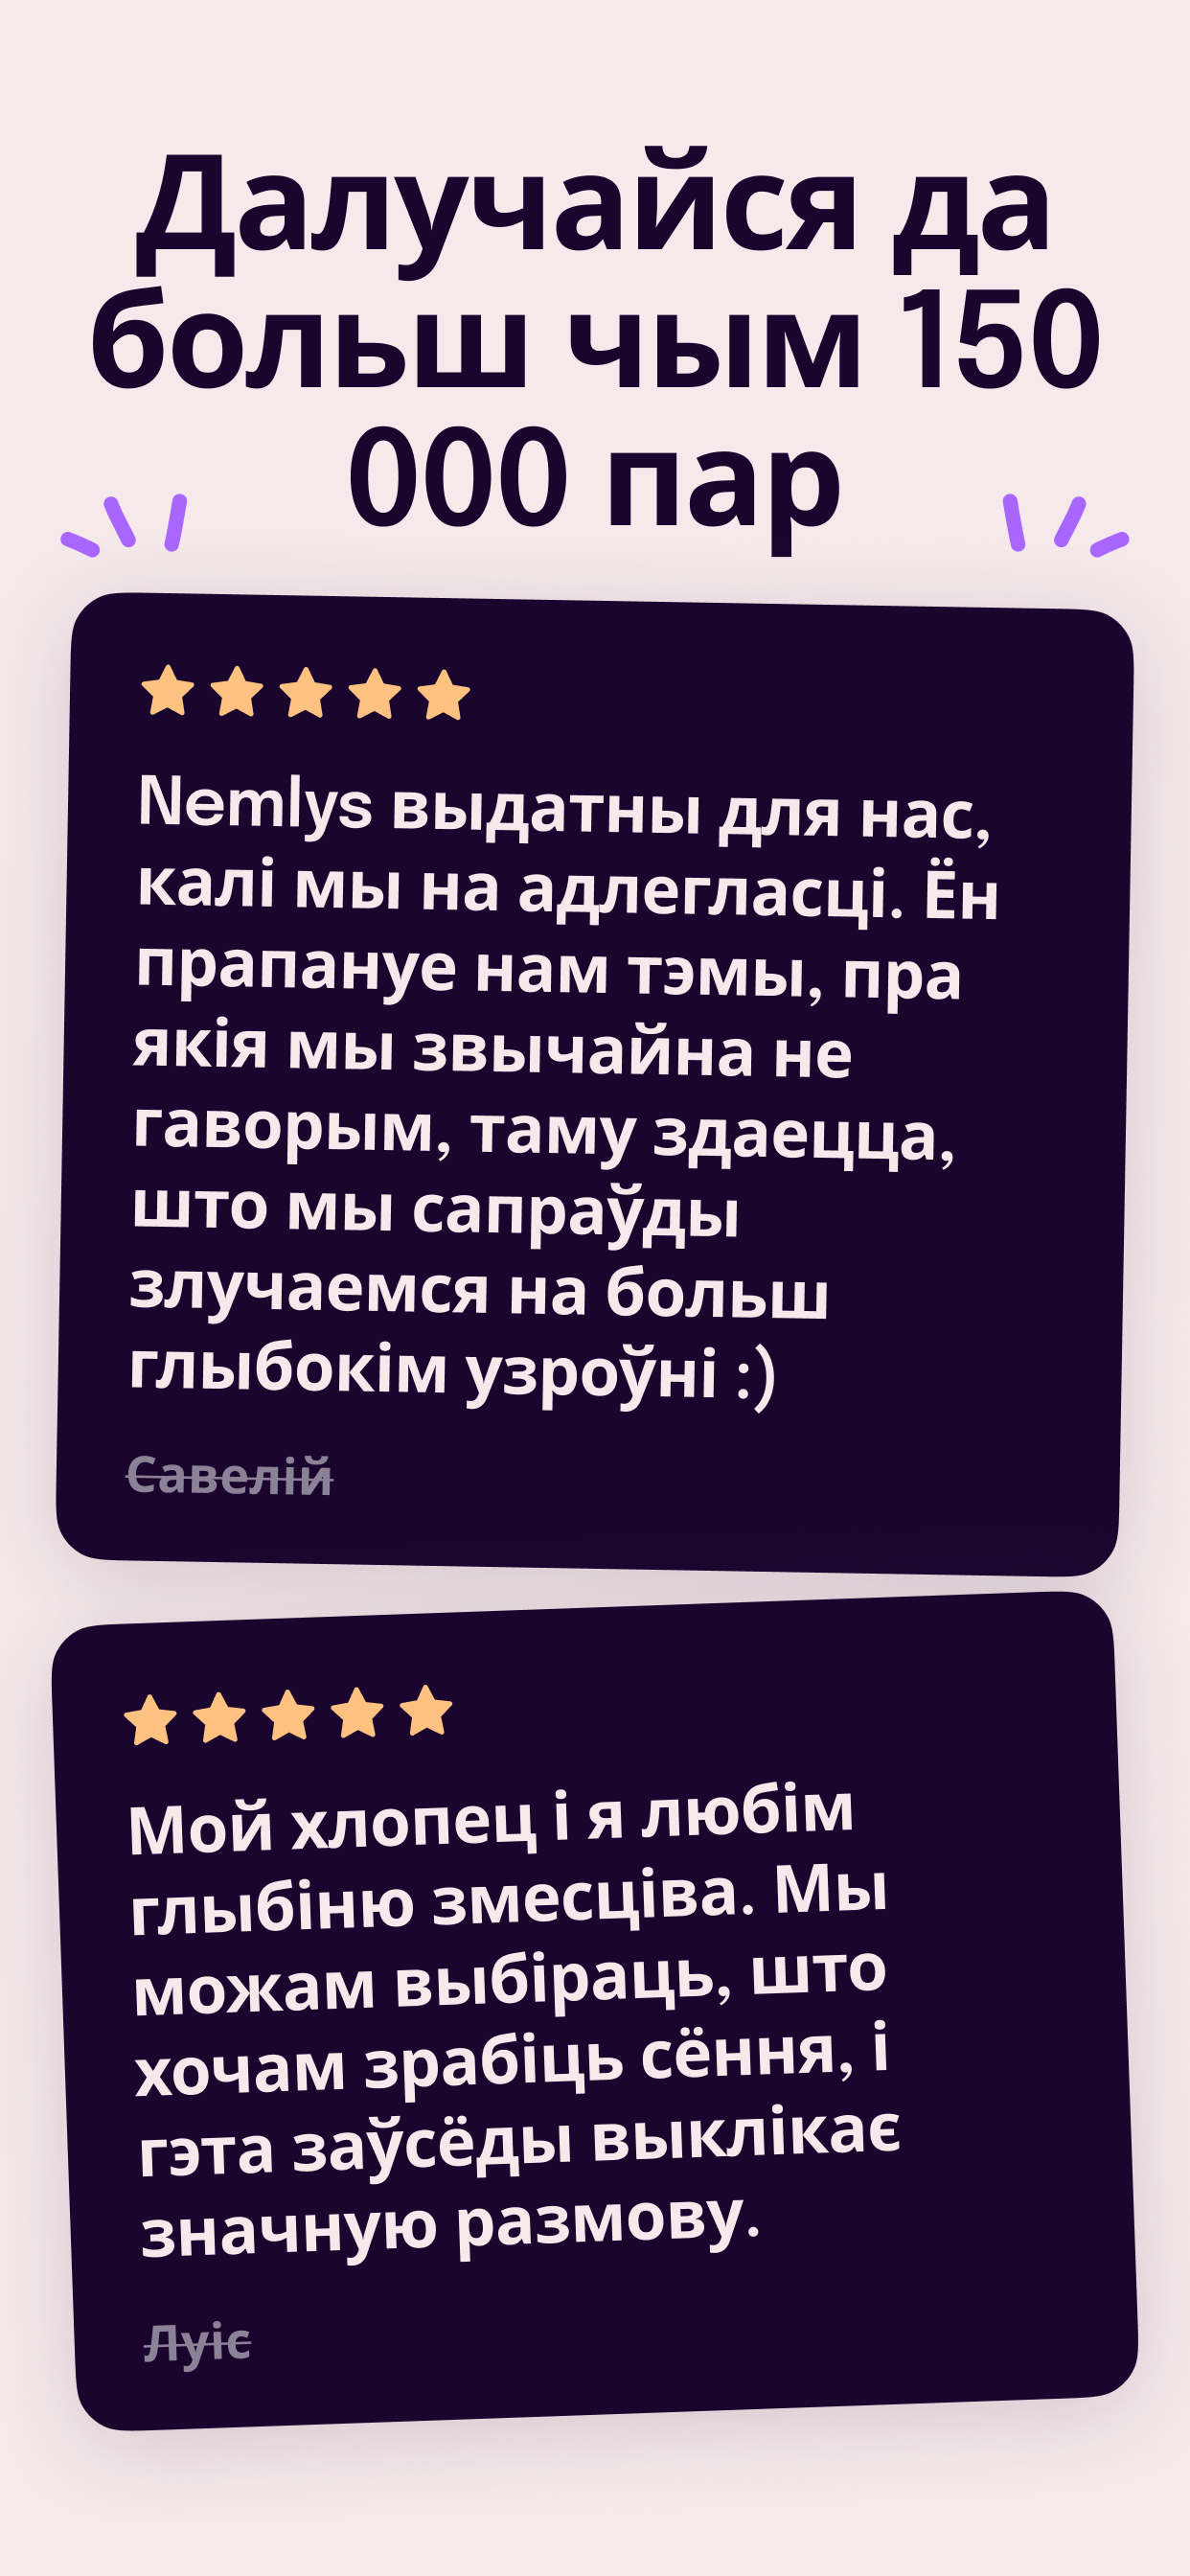 Далучайся да
больш чым 150
000 пар
Nemlys выдатны для нас,
калі мы на адлегласці. Ён
прапануе нам тэмы, пра
якія мы звычайна не
гаворым, таму здаецца,
што мы сапраўды
злучаемся на больш
глыбокім узроўні :)
Савелій
Мой хлопец і я любім
глыбіню змесціва. Мы
можам выбіраць, што
хочам зрабіць сёння, і
гэта заўсёды выклікає
значную размову.
Луіс